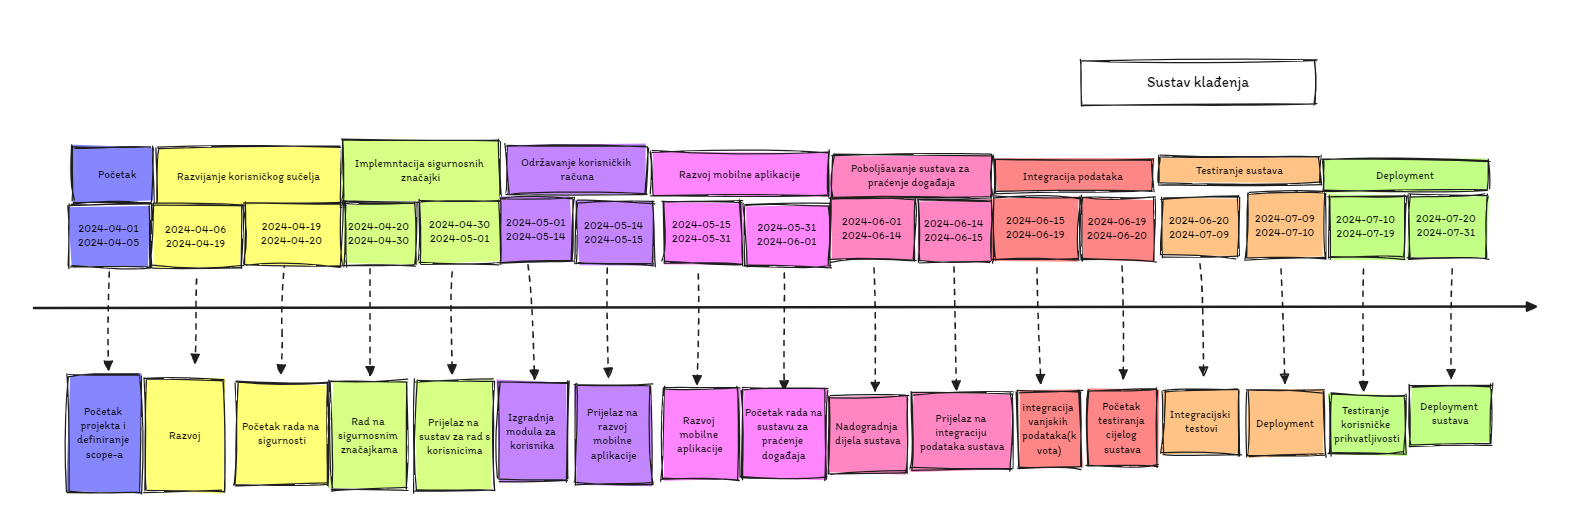 Sustav klađenja
Početak
Razvijanje korisničkog sučelja
Implemntacija sigurnosnih
značajki
Održavanje korisničkih
računa
Razvoj mobilne aplikacije
Poboljšavanje sustava za
praćenje događaja
Integracija podataka
Testiranje sustava
Deployment
2024-04-01
2024-04-05
2024-04-06
2024-04-19
2024-04-19
2024-04-20
2024-04-20
2024-04-30
2024-04-30
2024-05-01
2024-05-01
2024-05-14
2024-05-14
2024-05-15
2024-05-15
2024-05-31
2024-05-31
2024-06-01
2024-06-01
2024-06-14
2024-06-14
2024-06-15
2024-06-15
2024-06-19
2024-06-19
2024-06-20
2024-06-20
2024-07-09
2024-07-09
2024-07-10
2024-07-10
2024-07-19
2024-07-20
2024-07-31
Početak
projekta i
definiranje
scope-a
Razvoj
Početak rada na
sigurnosti
Rad na
sigurnosnim
značajkama
Prijelaz na
sustav za rad s
korisnicima
Izgradnja
modula za
korisnika
Prijelaz na
razvoj
mobilne
aplikacije
Razvoj
mobilne
aplikacije
Početak rada na
sustavu za
praćenje
događaja
Nadogradnja
dijela sustava
Prijelaz na
integraciju
podataka sustava
integracija
vanjskih
podataka(k
vota)
Početak
testiranja
cijelog
sustava
Integracijski
testovi
Deployment
Testiranje
korisničke
prihvatljivosti
Deployment
sustava